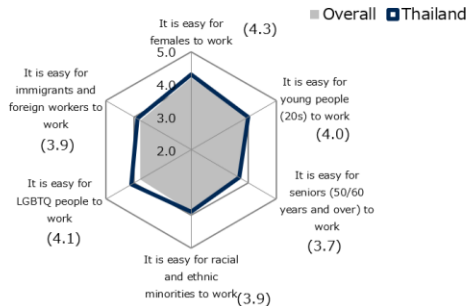 Overall Thailand
It is easy for
females to work
(4.3)
5.0
4.0
3.0
2.0
It is easy for
young people
(20s) to work
(4.0)
It is easy for
seniors (50/60
years and over) to
work
(3.7)
It is easy for racial
and ethnic
minorities to work
(3.9)
It is easy for
LGBTQ people to
work
(4.1)
It is easy for
immigrants and
foreign workers to
work
(3.9)